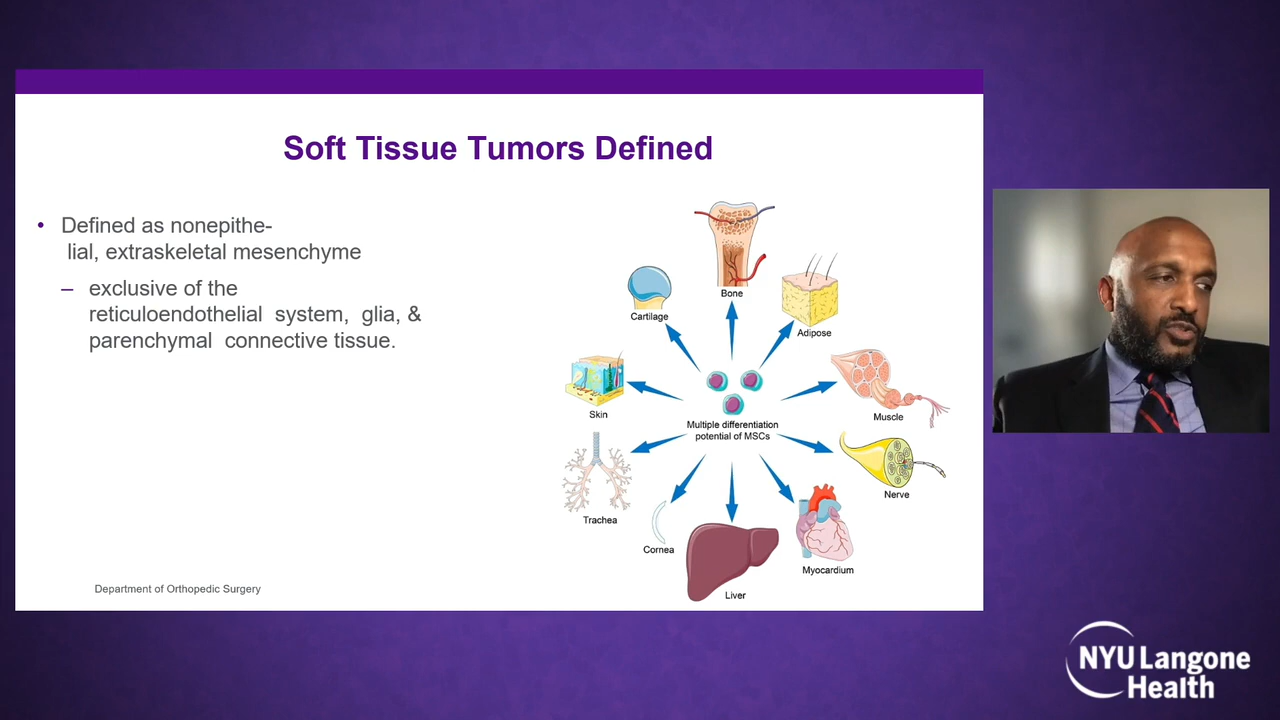 Soft Tissue Tumors Defined
• Defined as nonepithe-
lial, extraskeletal mesenchyme
– exclusive of the
reticuloendothelial system, glia, &
parenchymal connective tissue.
Bone
Cartilage
Adipose
Skin
Muscle
Multiple differentiation
potential of MSCs
Nerve
Trachea
Cornea
Myocardium
Liver
Department of Orthopedic Surgery
NYU Langone
Health